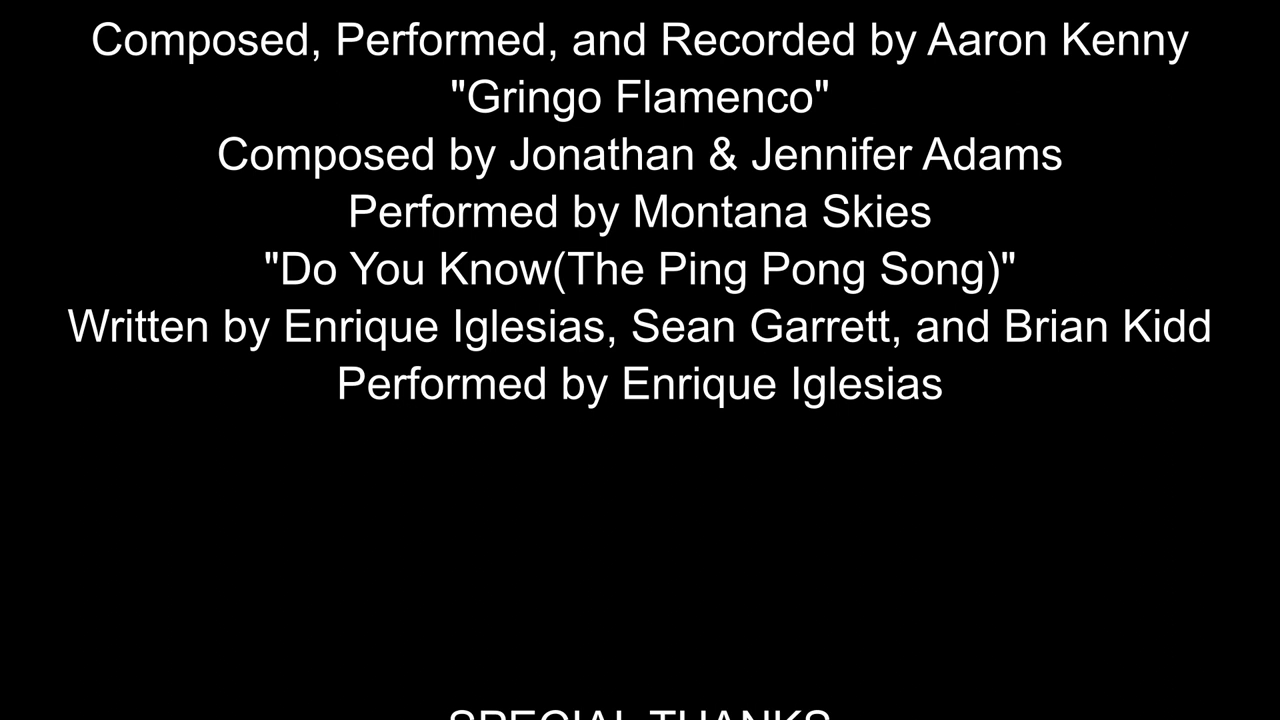 Composed, Performed, and Recorded by Aaron Kenny
"Gringo Flamenco"
Composed by Jonathan & Jennifer Adams
Performed by Montana Skies
"Do You Know(The Ping Pong Song)"
Written by Enrique Iglesias, Sean Garrett, and Brian Kidd
Performed by Enrique Iglesias
SPECIAL THANKS